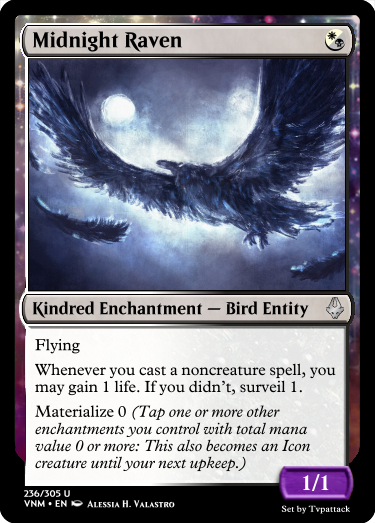 Midnight Raven
Kindred Enchantment — Bird Entity
Flying
Whenever you cast a noncreature spell, you
may gain 1 life. If you didn't, surveil 1.
Materialize 0 (Tap one or more other
enchantments you control with total mana
value 0 or more: This also becomes an Icon
creature until your next upkeep.)
1/1
236/305 U
VNM • EN Alessia H. Valastro
Set by Tvpattack